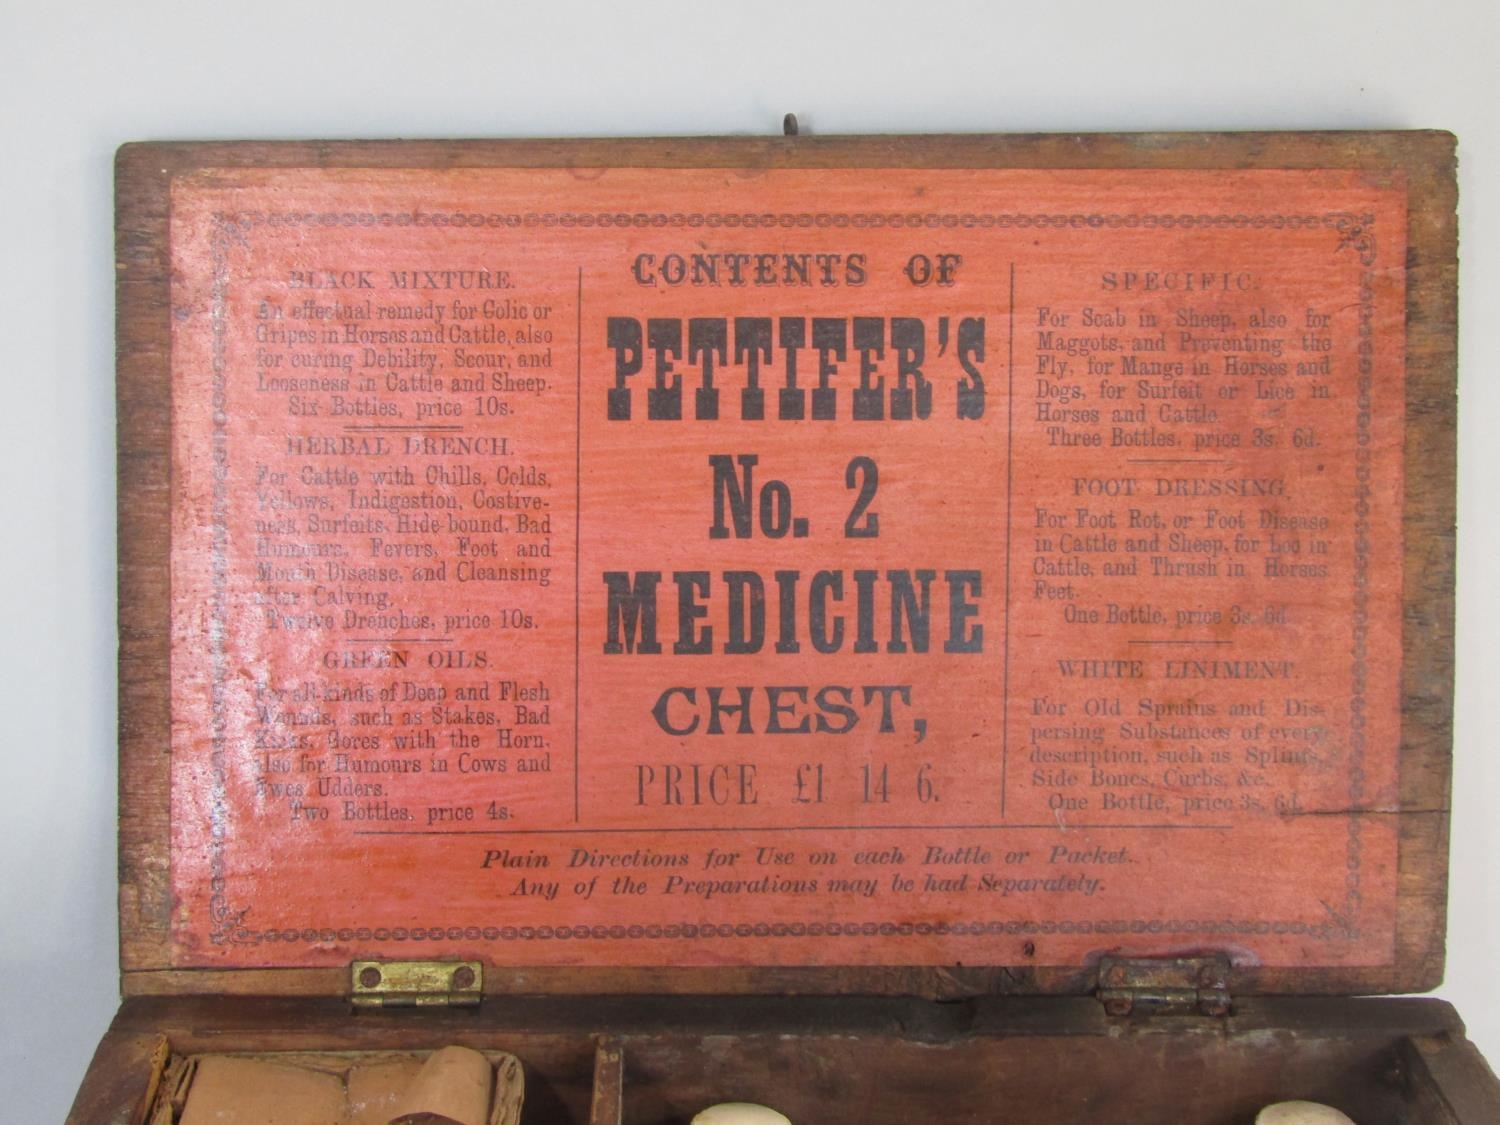 CONTENTS OF
PETTIFER'S
No. 2
MEDICINE
CHEST,
PRICE £1 14 6.
BLACK MIXTURE.
An effectual remedy for Colic or
Gripes in Horses and Cattle, also
for curing Debility, Scour, and
Looseness in Cattle and Sheep.
Six Bottles, price 10s.
HERBAL DRENCH.
For Cattle with Chills, Colds,
Yellows, Indigestion, Costive-
ness, Surfeits, Hide-bound, Bad
Humours, Fevers, Foot and
Mouth Disease, and Cleansing
after Calving.
Twelve Drenches, price 10s.
GREEN OILS.
For all kinds of Deep and Flesh
Wounds, such as Stakes, Bad
Kicks, Gores with the Horn,
also for Humours in Cows and
Ewes Udders.
Two Bottles, price 4s.
SPECIFIC.
For Scab in Sheep, also for
Maggots, and Preventing the
Fly, for Mange in Horses and
Dogs, for Surfeit or Lice in
Horses and Cattle.
Three Bottles, price 3s. 6d.
FOOT DRESSING,
For Foot Rot, or Foot Disease
in Cattle and Sheep, for Loo in
Cattle, and Thrush in Horses
Feet.
One Bottle, price 3s. 6d.
WHITE LINIMENT.
For Old Sprains and Dis-
persing Substances of every
description, such as Splints,
Side Bones, Curbs, &c.
One Bottle, price 3s. 6d.
Plain Directions for Use on each Bottle or Packet.
Any of the Preparations may be had Separately.